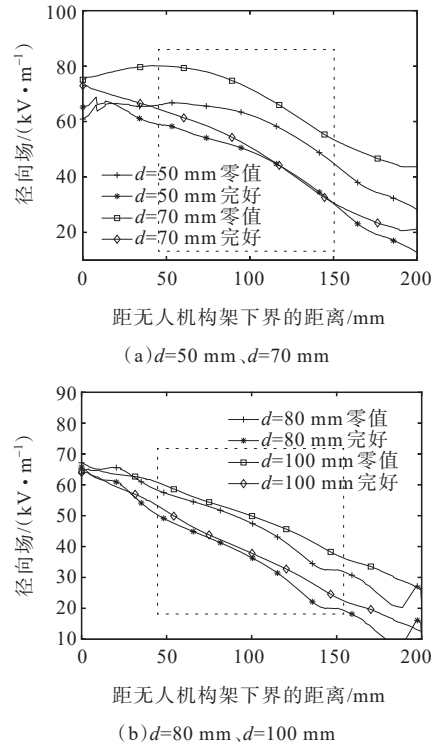 100
80
60
40
20
径向场/(kV·m⁻¹)
d=50 mm 零值
d=50 mm 完好
d=70 mm 零值
d=70 mm 完好
0 50 100 150 200
距无人机构架下界的距离/mm
(a)d=50 mm、d=70 mm
90
80
70
60
50
40
30
20
10
径向场/(kV·m⁻¹)
d=80 mm 零值
d=80 mm 完好
d=100 mm 零值
d=100 mm 完好
0 50 100 150 200
距无人机构架下界的距离/mm
(b)d=80 mm、d=100 mm